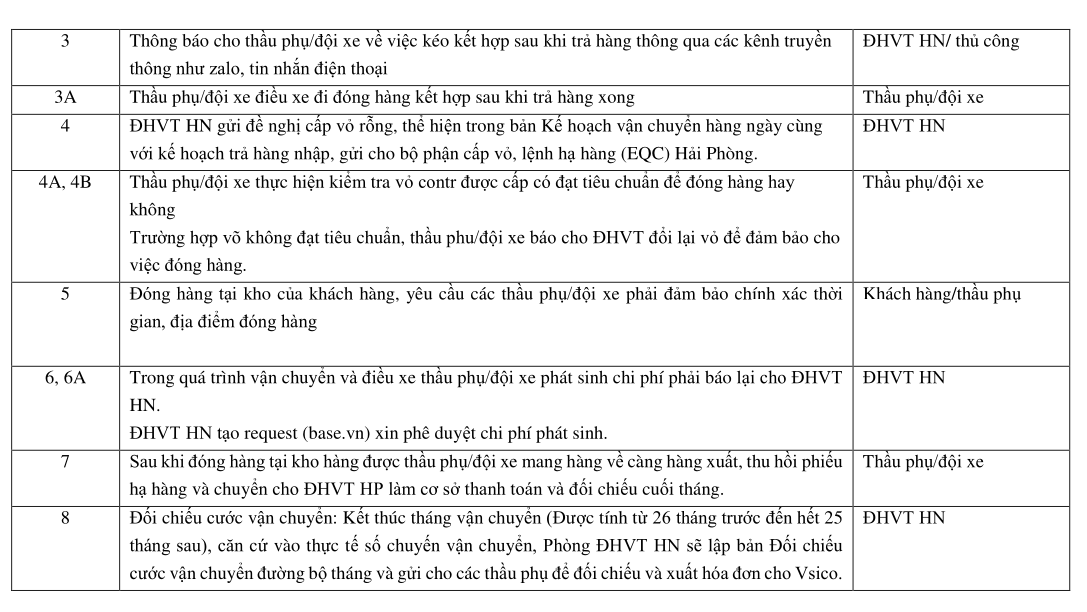 3 Thông báo cho thầu phụ/đội xe về việc kéo kết hợp sau khi trả hàng thông qua các kênh truyền ĐHVT HN/ thủ công
thông như zalo, tin nhắn điện thoại
3A Thầu phụ/đội xe điều xe đi đóng hàng kết hợp sau khi trả hàng xong Thầu phụ/đội xe
4 ĐHVT HN gửi đề nghị cấp vỏ rỗng, thể hiện trong bản Kế hoạch vận chuyển hàng ngày cùng ĐHVT HN
với kế hoạch trả hàng nhập, gửi cho bộ phận cấp vỏ, lệnh hạ hàng (EQC) Hải Phòng.
4A, 4B Thầu phụ/đội xe thực hiện kiểm tra vỏ contr được cấp có đạt tiêu chuẩn để đóng hàng hay Thầu phụ/đội xe
không
Trường hợp võ không đạt tiêu chuẩn, thầu phu/đội xe báo cho ĐHVT đổi lại vỏ để đảm bảo cho
việc đóng hàng.
5 Đóng hàng tại kho của khách hàng, yêu cầu các thầu phụ/đội xe phải đảm bảo chính xác thời Khách hàng/thầu phụ
gian, địa điểm đóng hàng
6, 6A Trong quá trình vận chuyển và điều xe thầu phụ/đội xe phát sinh chi phí phải báo lại cho ĐHVT ĐHVT HN
HN.
ĐHVT HN tạo request (base.vn) xin phê duyệt chi phí phát sinh.
7 Sau khi đóng hàng tại kho hàng được thầu phụ/đội xe mang hàng về càng hàng xuất, thu hồi phiếu Thầu phụ/đội xe
hạ hàng và chuyển cho ĐHVT HP làm cơ sở thanh toán và đối chiếu cuối tháng.
8 Đối chiếu cước vận chuyển: Kết thúc tháng vận chuyển (Được tính từ 26 tháng trước đến hết 25 ĐHVT HN
tháng sau), căn cứ vào thực tế số chuyến vận chuyển, Phòng ĐHVT HN sẽ lập bản Đối chiếu
cước vận chuyển đường bộ tháng và gửi cho các thầu phụ để đối chiếu và xuất hóa đơn cho Vsico.